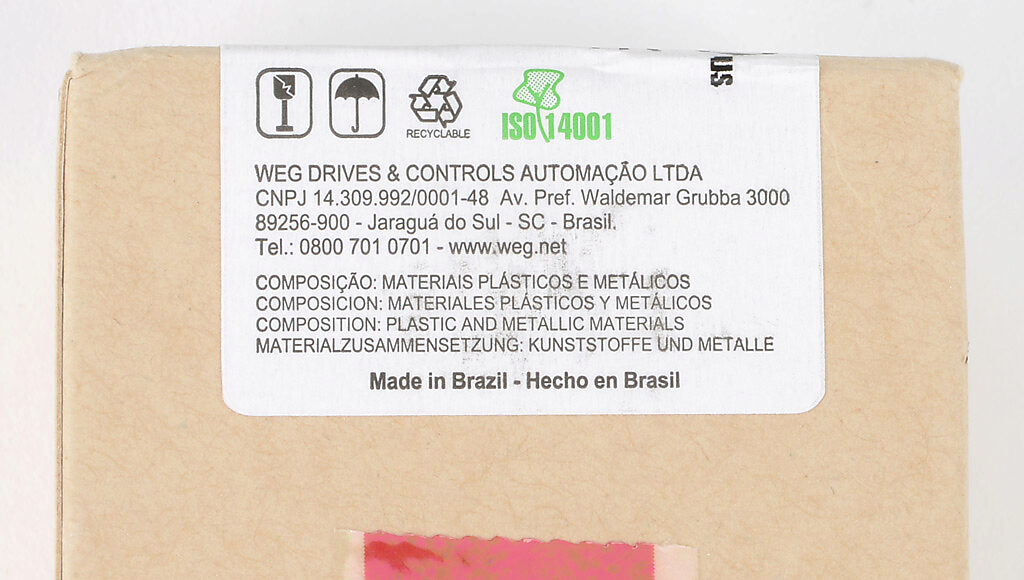 RECYCLABLE
ISO 14001
WEG DRIVES & CONTROLS AUTOMAÇÃO LTDA
CNPJ 14.309.992/0001-48 Av. Pref. Waldemar Grubba 3000
89256-900 - Jaraguá do Sul - SC - Brasil.
Tel.: 0800 701 0701 - www.weg.net
COMPOSIÇÃO: MATERIAIS PLÁSTICOS E METÁLICOS
COMPOSICION: MATERIALES PLÁSTICOS Y METÁLICOS
COMPOSITION: PLASTIC AND METALLIC MATERIALS
MATERIALZUSAMMENSETZUNG: KUNSTSTOFFE UND METALLE
Made in Brazil - Hecho en Brasil